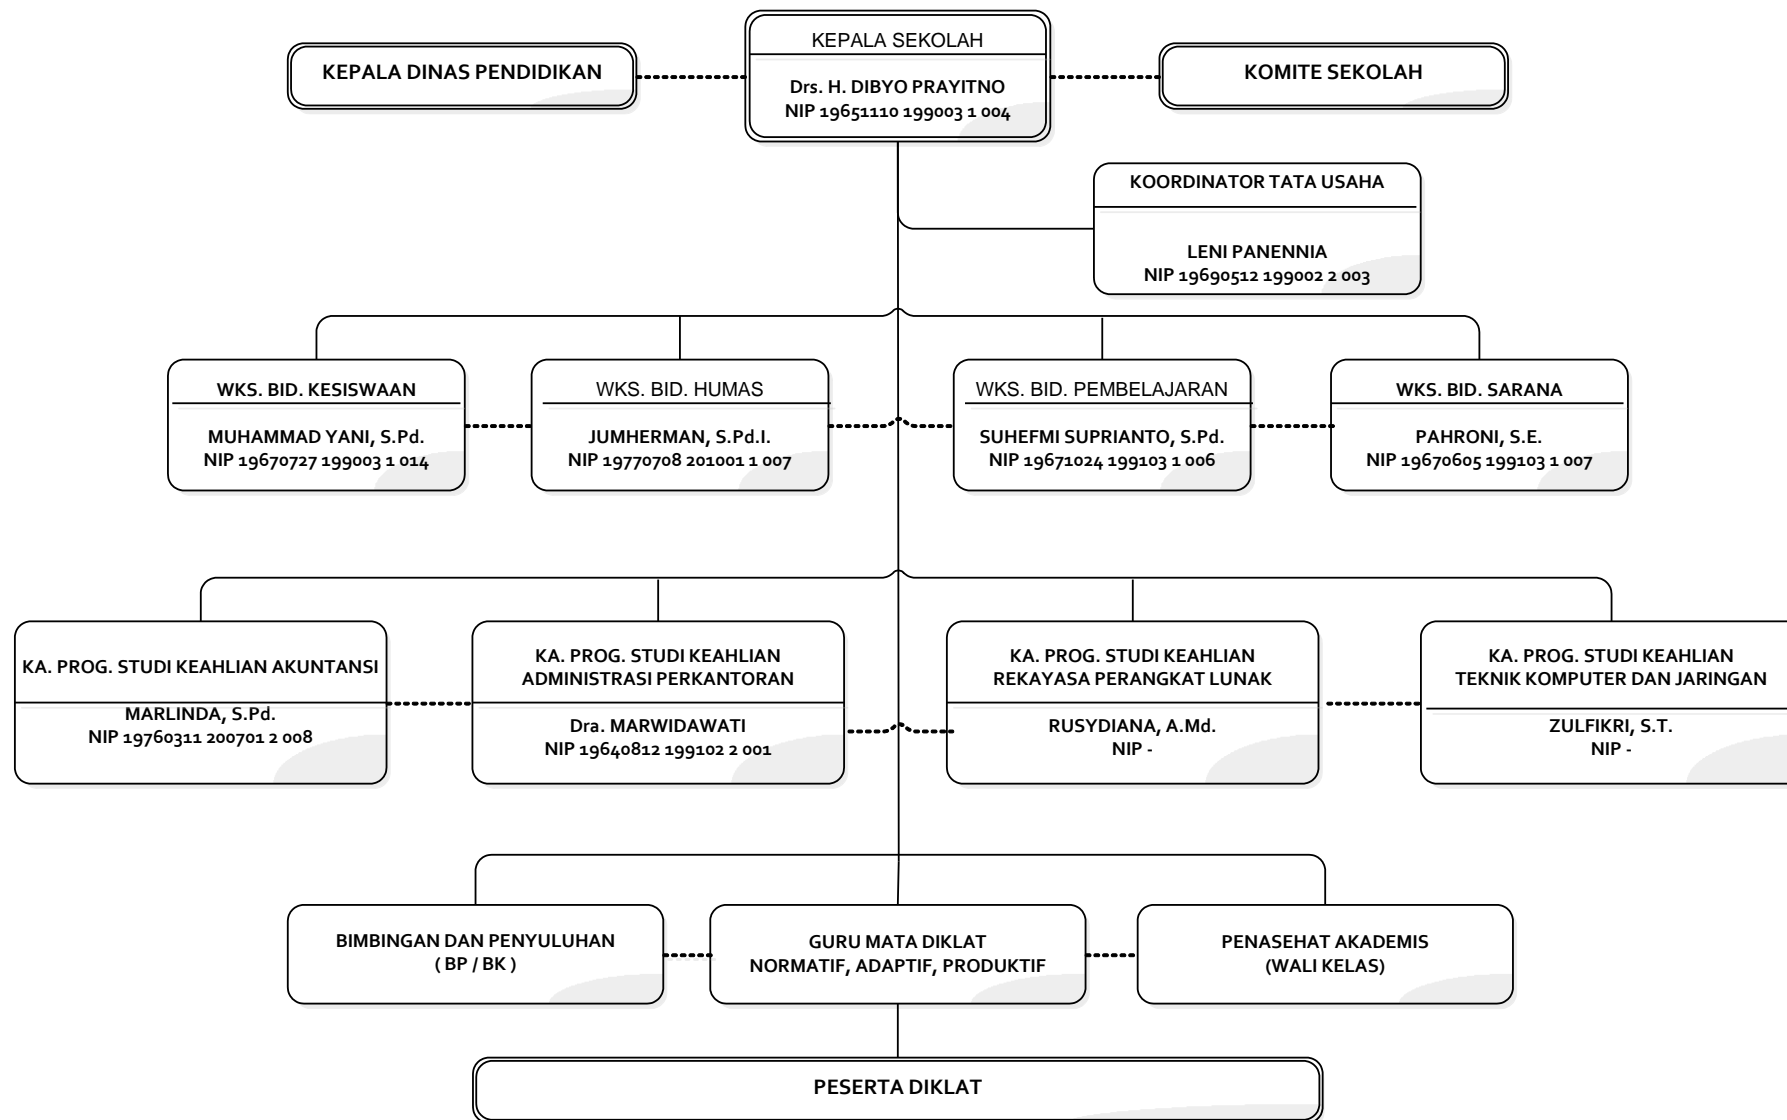 KEPALA SEKOLAH
KEPALA DINAS PENDIDIKAN
KOMITE SEKOLAH
Drs. H. DIBYO PRAYITNO
NIP 19651110 199003 1 004
KOORDINATOR TATA USAHA
LENI PANENNIA
NIP 19690512 199002 2 003
WKS. BID. KESISWAAN
MUHAMMAD YANI, S.Pd.
NIP 19670727 199003 1 014
WKS. BID. HUMAS
JUMHERMAN, S.Pd.I.
NIP 19770708 201001 1 007
WKS. BID. PEMBELAJARAN
SUHEFMI SUPRIANTO, S.Pd.
NIP 19671024 199103 1 006
WKS. BID. SARANA
PAHRONI, S.E.
NIP 19670605 199103 1 007
KA. PROG. STUDI KEAHLIAN AKUNTANSI
MARLINDA, S.Pd.
NIP 19760311 200701 2 008
KA. PROG. STUDI KEAHLIAN
ADMINISTRASI PERKANTORAN
Dra. MARWIDAWATI
NIP 19640812 199102 2 001
KA. PROG. STUDI KEAHLIAN
REKAYASA PERANGKAT LUNAK
RUSYDIANA, A.Md.
NIP -
KA. PROG. STUDI KEAHLIAN
TEKNIK KOMPUTER DAN JARINGAN
ZULFIKRI, S.T.
NIP -
BIMBINGAN DAN PENYULUHAN
( BP / BK )
GURU MATA DIKLAT
NORMATIF, ADAPTIF, PRODUKTIF
PENASEHAT AKADEMIS
(WALI KELAS)
PESERTA DIKLAT